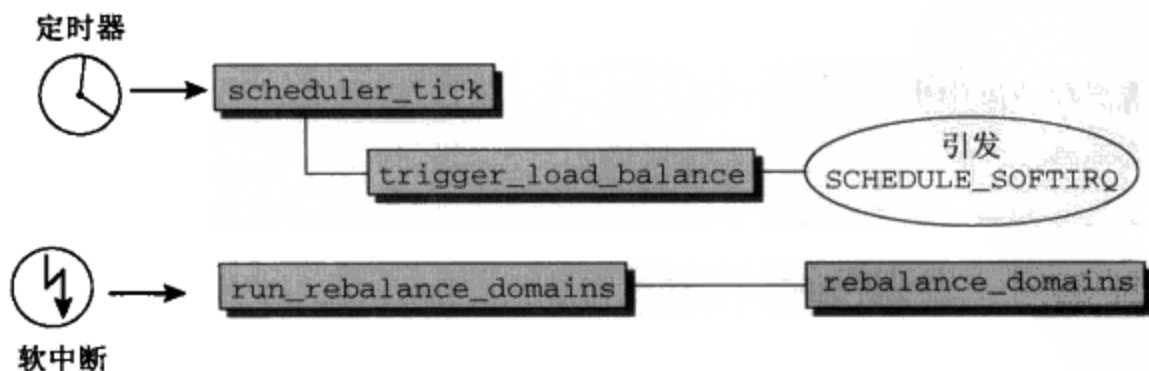 定时器
scheduler_tick
trigger_load_balance
引发
SCHEDULE_SOFTIRQ
run_rebalance_domains
rebalance_domains
软中断